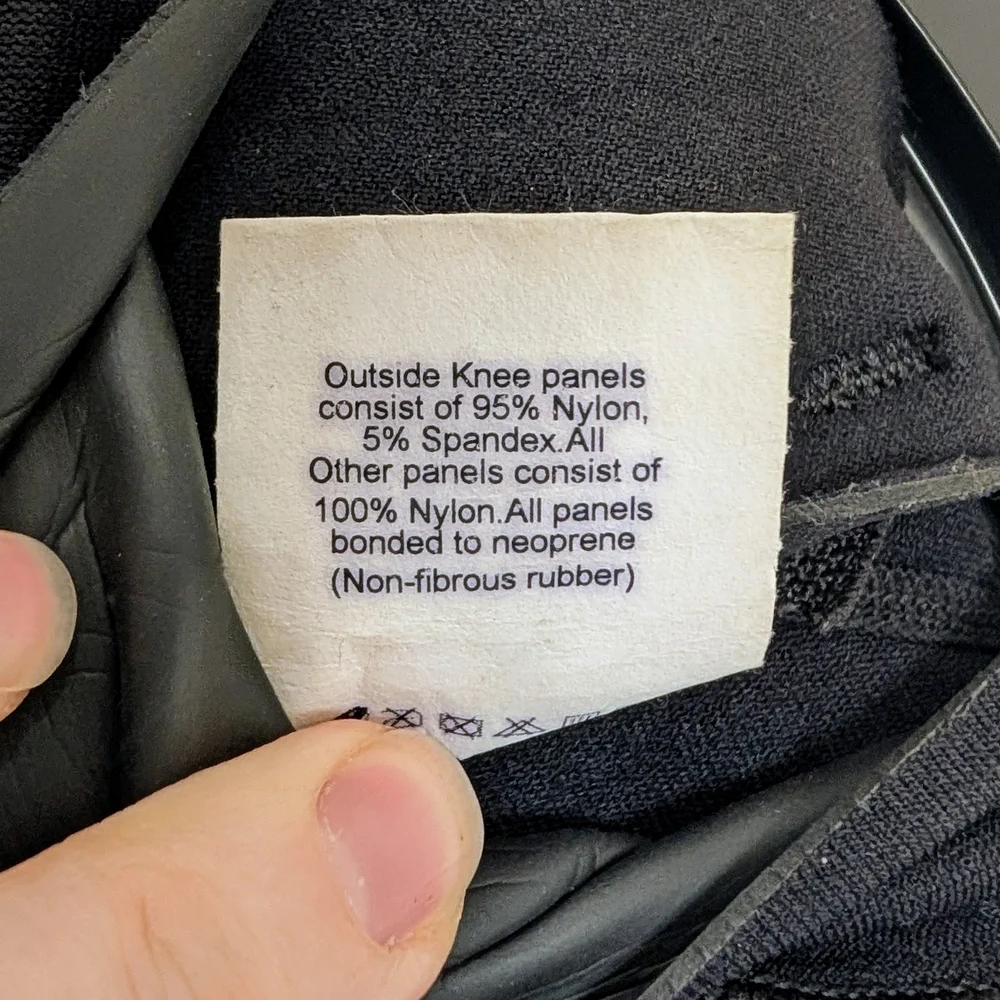 Outside Knee panels
consist of 95% Nylon,
5% Spandex.All
Other panels consist of
100% Nylon.All panels
bonded to neoprene
(Non-fibrous rubber)